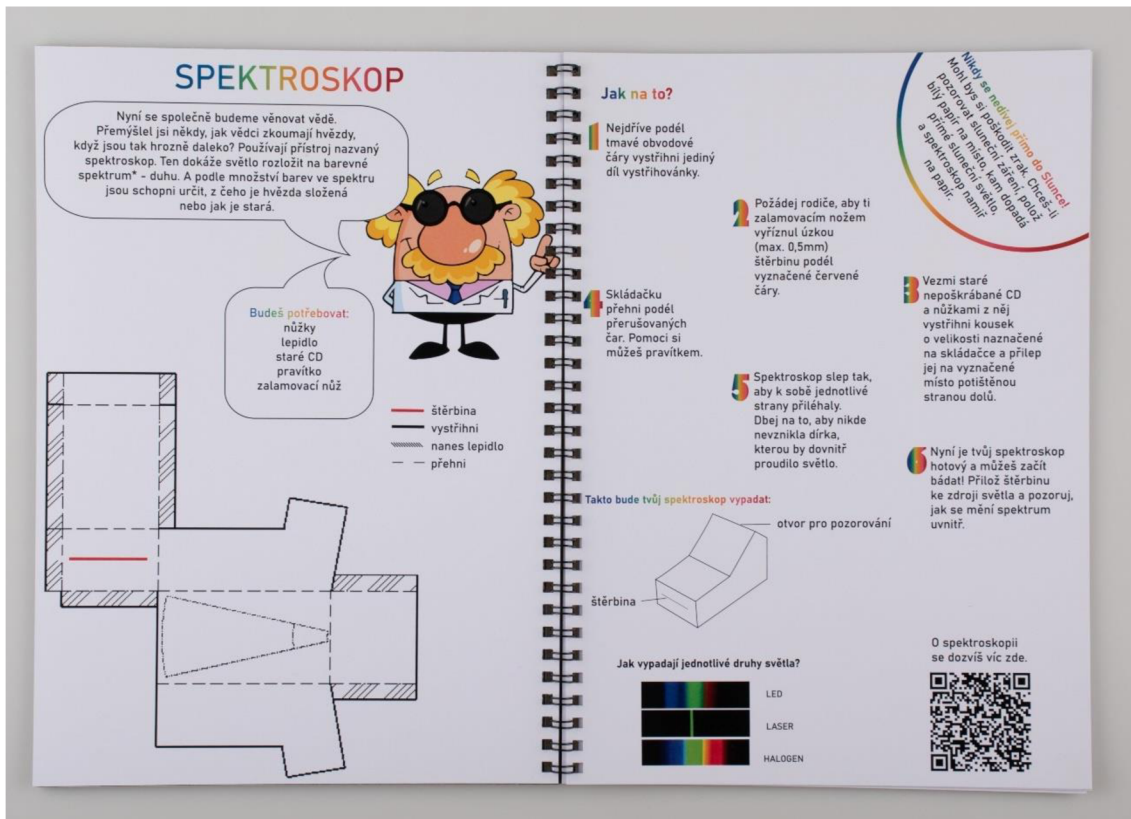 SPEKTROSKOP
Nyní se společně budeme věnovat vědě.
Přemýšlel jsi někdy, jak vědci zkoumají hvězdy,
když jsou tak hrozně daleko? Používají přístroj nazvaný
spektroskop. Ten dokáže světlo rozložit na barevné
spektrum* - duhu. A podle množství barev ve spektru
jsou schopni určit, z čeho je hvězda složená
nebo jak je stará.
Budeš potřebovat:
nůžky
lepidlo
staré CD
pravítko
zalamovací nůž
štěrbina
vystřihni
nanes lepidlo
přehni
Jak na to?
1
Nejdříve podél
tmavé obvodové
čáry vystřihni jediný
díl vystřihovánky.
2
Požádej rodiče, aby ti
zalamovacím nožem
vyříznul úzkou
(max. 0,5mm)
štěrbinu podél
vyznačené červené
čáry.
3
Vezmi staré
nepoškrábané CD
a nůžkami z něj
vystřihni kousek
o velikosti naznačené
na skládačce a přilep
jej na vyznačené
místo potištěnou
stranou dolů.
4
Skládačku
přehni podél
přerušovaných
čar. Pomoci si
můžeš pravítkem.
5
Spektroskop slep tak,
aby k sobě jednotlivé
strany přiléhaly.
Dbej na to, aby nikde
nevznikla dírka,
kterou by dovnitř
proudilo světlo.
6
Nyní je tvůj spektroskop
hotový a můžeš začít
bádat! Přilož štěrbinu
ke zdroji světla a pozoruj,
jak se mění spektrum
uvnitř.
Nikdy se nedívej přímo do Slunce!
Mohl bys si poškodit zrak. Chceš-li
pozorovat sluneční záření, polož
bílý papír na místo, kam dopadá
přímé sluneční světlo,
a spektroskop namiř
na papír.
Takto bude tvůj spektroskop vypadat:
otvor pro pozorování
štěrbina
Jak vypadají jednotlivé druhy světla?
LED
LASER
HALOGEN
O spektroskopii
se dozvíš víc zde.